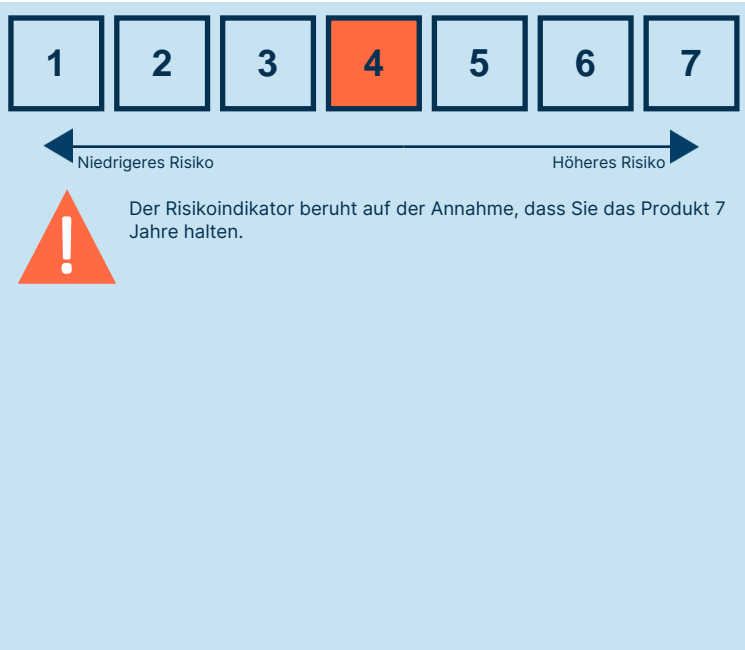 1 2 3 4 5 6 7
Niedrigeres Risiko Höheres Risiko
Der Risikoindikator beruht auf der Annahme, dass Sie das Produkt 7
Jahre halten.